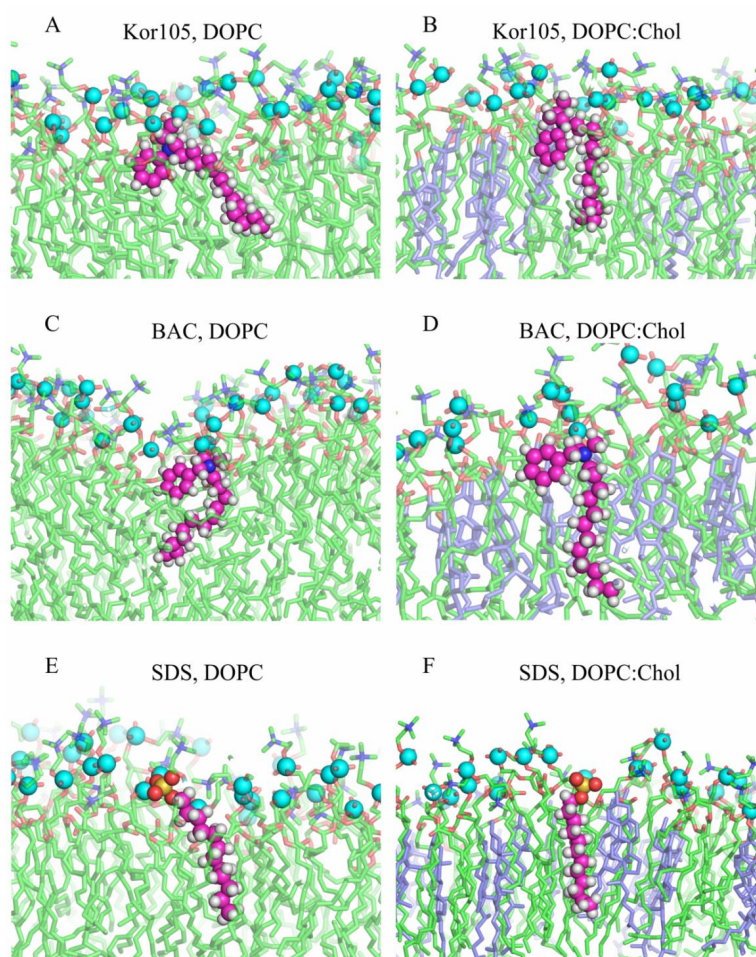 A
Kor105, DOPC
B
Kor105, DOPC:Chol
C
BAC, DOPC
D
BAC, DOPC:Chol
E
SDS, DOPC
F
SDS, DOPC:Chol